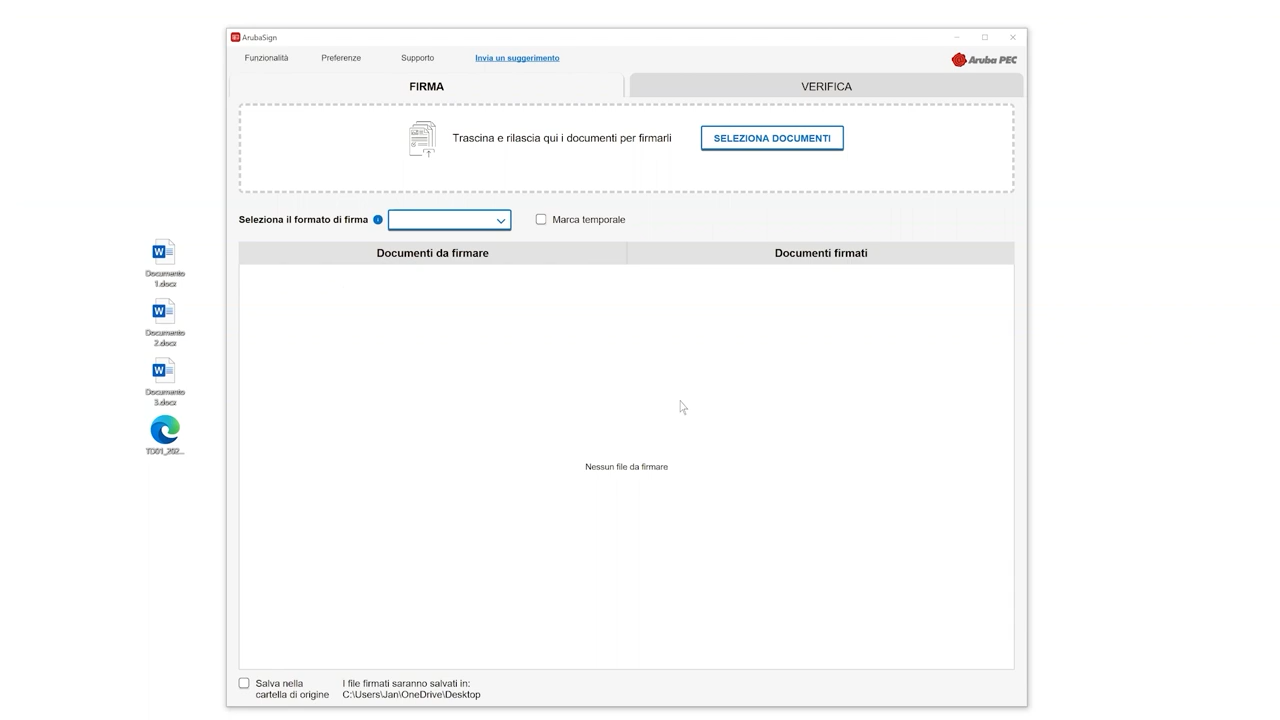 ArubaSign
Funzionalità Preferenze Supporto Invia un suggerimento
Aruba PEC
FIRMA VERIFICA
Trascina e rilascia qui i documenti per firmarli SELEZIONA DOCUMENTI
Seleziona il formato di firma Marca temporale
Documenti da firmare Documenti firmati
Nessun file da firmare
Salva nella
cartella di origine
I file firmati saranno salvati in:
C:\Users\Jan\OneDrive\Desktop
Documento
1.docx
Documento
2.docx
Documento
3.docx
TD01_202...